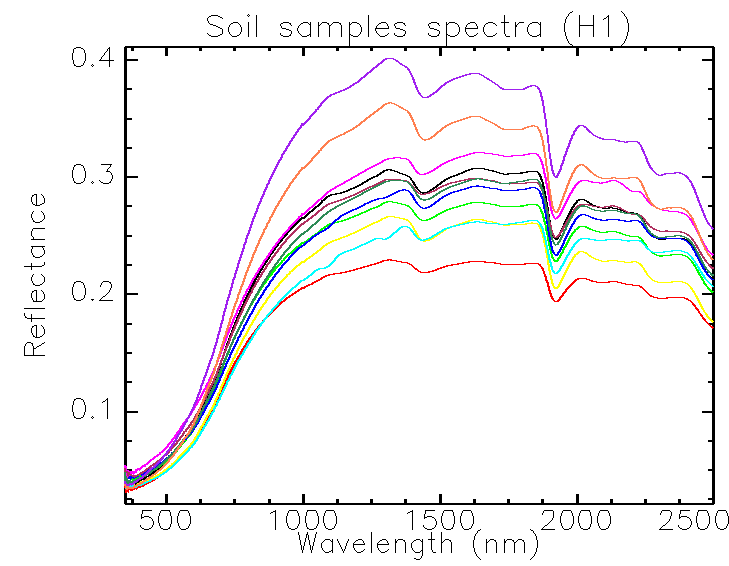 Soil samples spectra (H1)
0.4
0.3
0.2
0.1
Reflectance
500 1000 1500 2000 2500
Wavelength (nm)